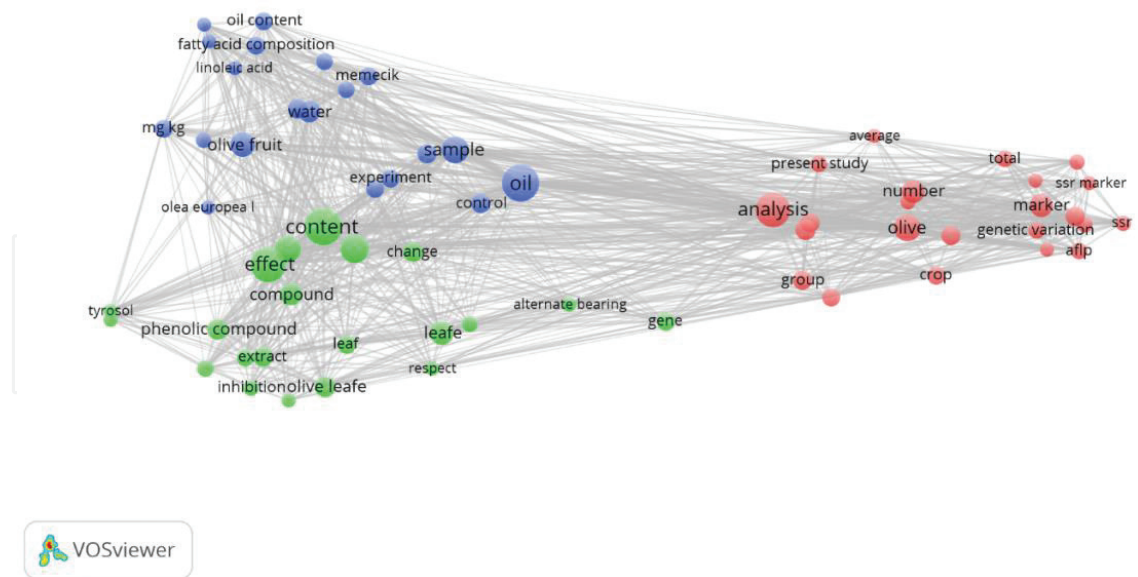 oil content
fatty acid composition
linoleic acid
memecik
water
mg kg
olive fruit
sample
experiment
oil
olea europea l
control
content
effect
change
compound
tyrosol
phenolic compound
alternate bearing
gene
leafe
leaf
extract
respect
inhibition
olive leafe
average
present study
total
ssr marker
number
analysis
marker
olive
genetic variation
ssr
aflp
group
crop
VOSviewer